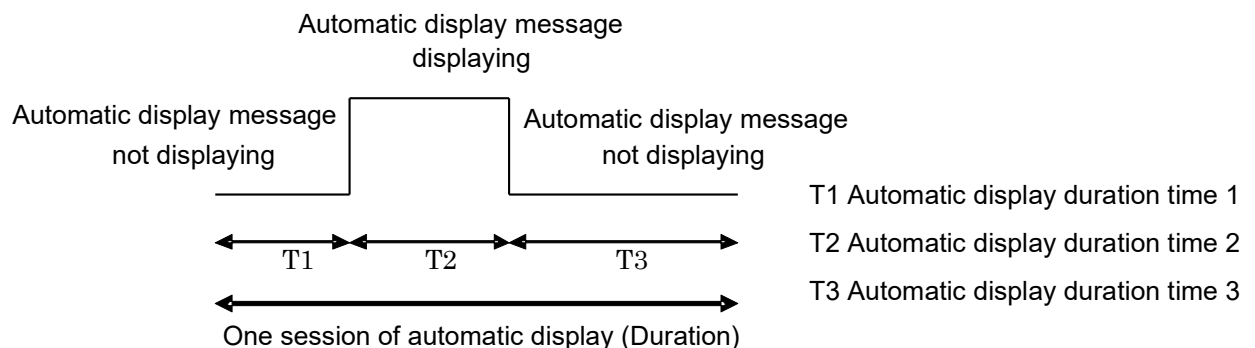 Automatic display message
displaying
Automatic display message
not displaying
Automatic display message
not displaying
T1 Automatic display duration time 1
T1
T2
T3
T2 Automatic display duration time 2
T3 Automatic display duration time 3
One session of automatic display (Duration)